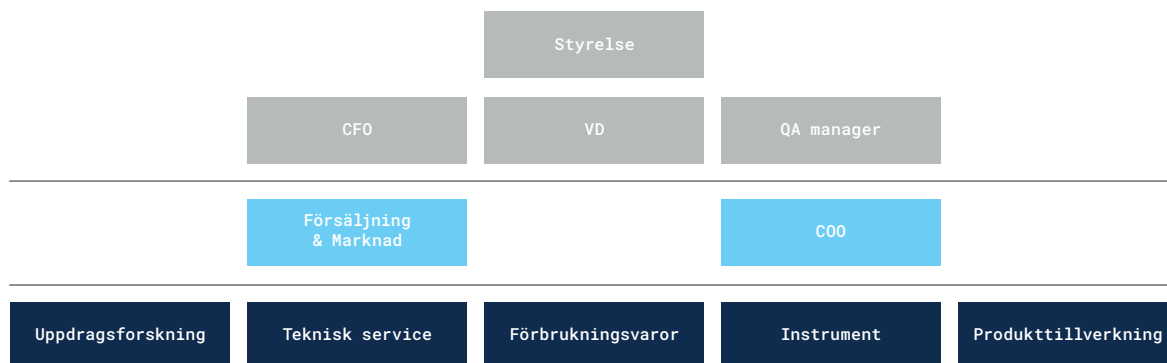 Styrelse
CFO
VD
QA manager
Försäljning
& Marknad
COO
Uppdragsforskning
Teknisk service
Förbrukningsvaror
Instrument
Produkttillverkning